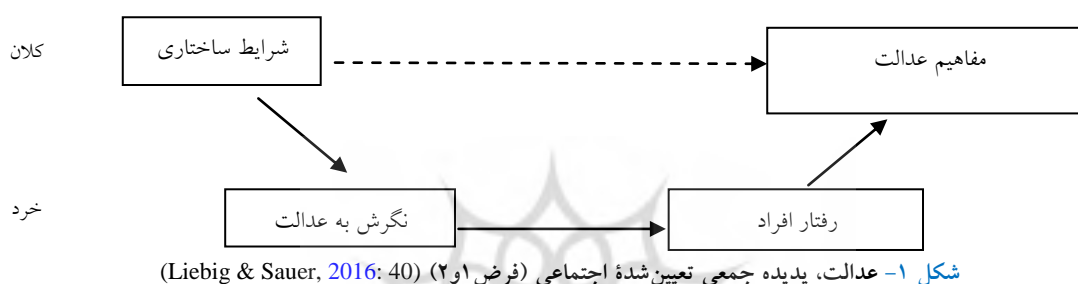 کلان
شرایط ساختاری
مفاهیم عدالت
خرد
نگرش به عدالت
رفتار افراد
شکل ۱- عدالت، پدیده جمعی تعیین‌شدۀ اجتماعی (فرض ۱و۲) (Liebig & Sauer, 2016: 40)